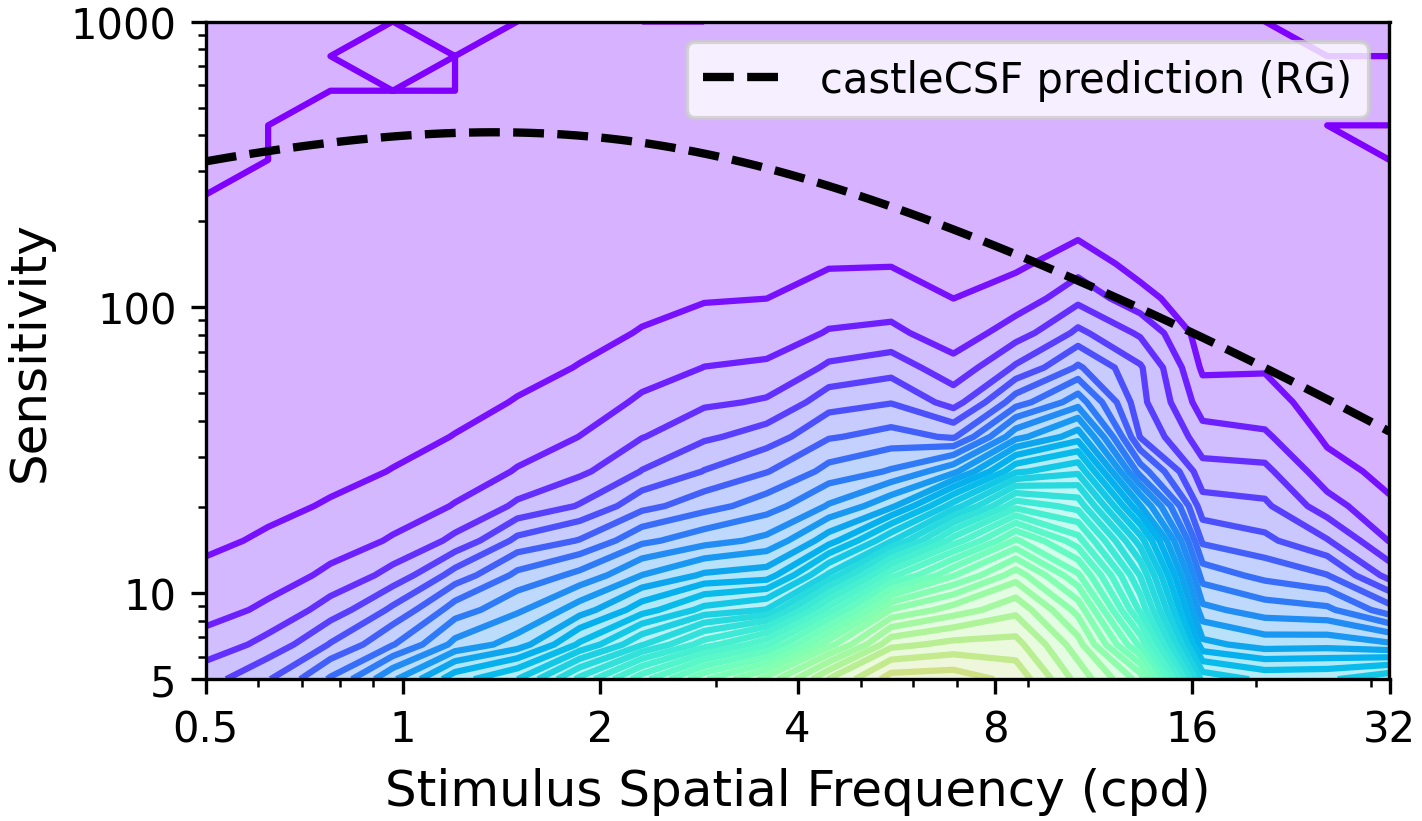 1000
100
10
5
Sensitivity
castleCSF prediction (RG)
0.5 1 2 4 8 16 32
Stimulus Spatial Frequency (cpd)